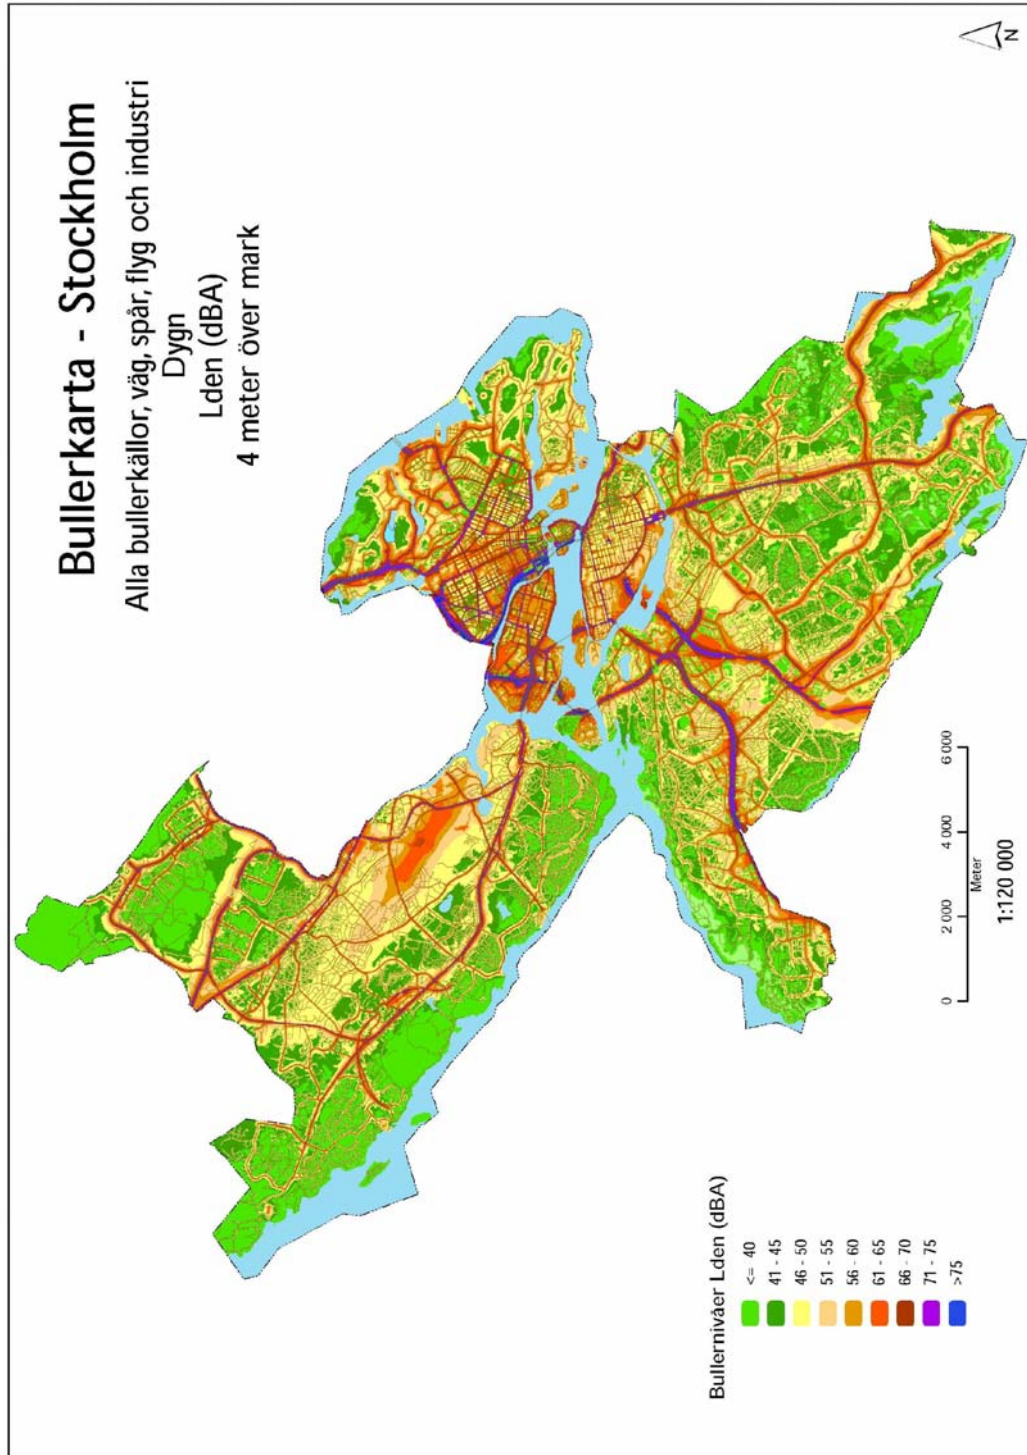 Bullerkarta - Stockholm
Alla bullerkällor, väg, spår, flyg och industri
Dygn
Lden (dBA)
4 meter över mark
N
Bullernivåer Lden (dBA)
<= 40
41 - 45
46 - 50
51 - 55
56 - 60
61 - 65
66 - 70
71 - 75
>75
0 2 000 4 000 6 000
Meter
1:120 000